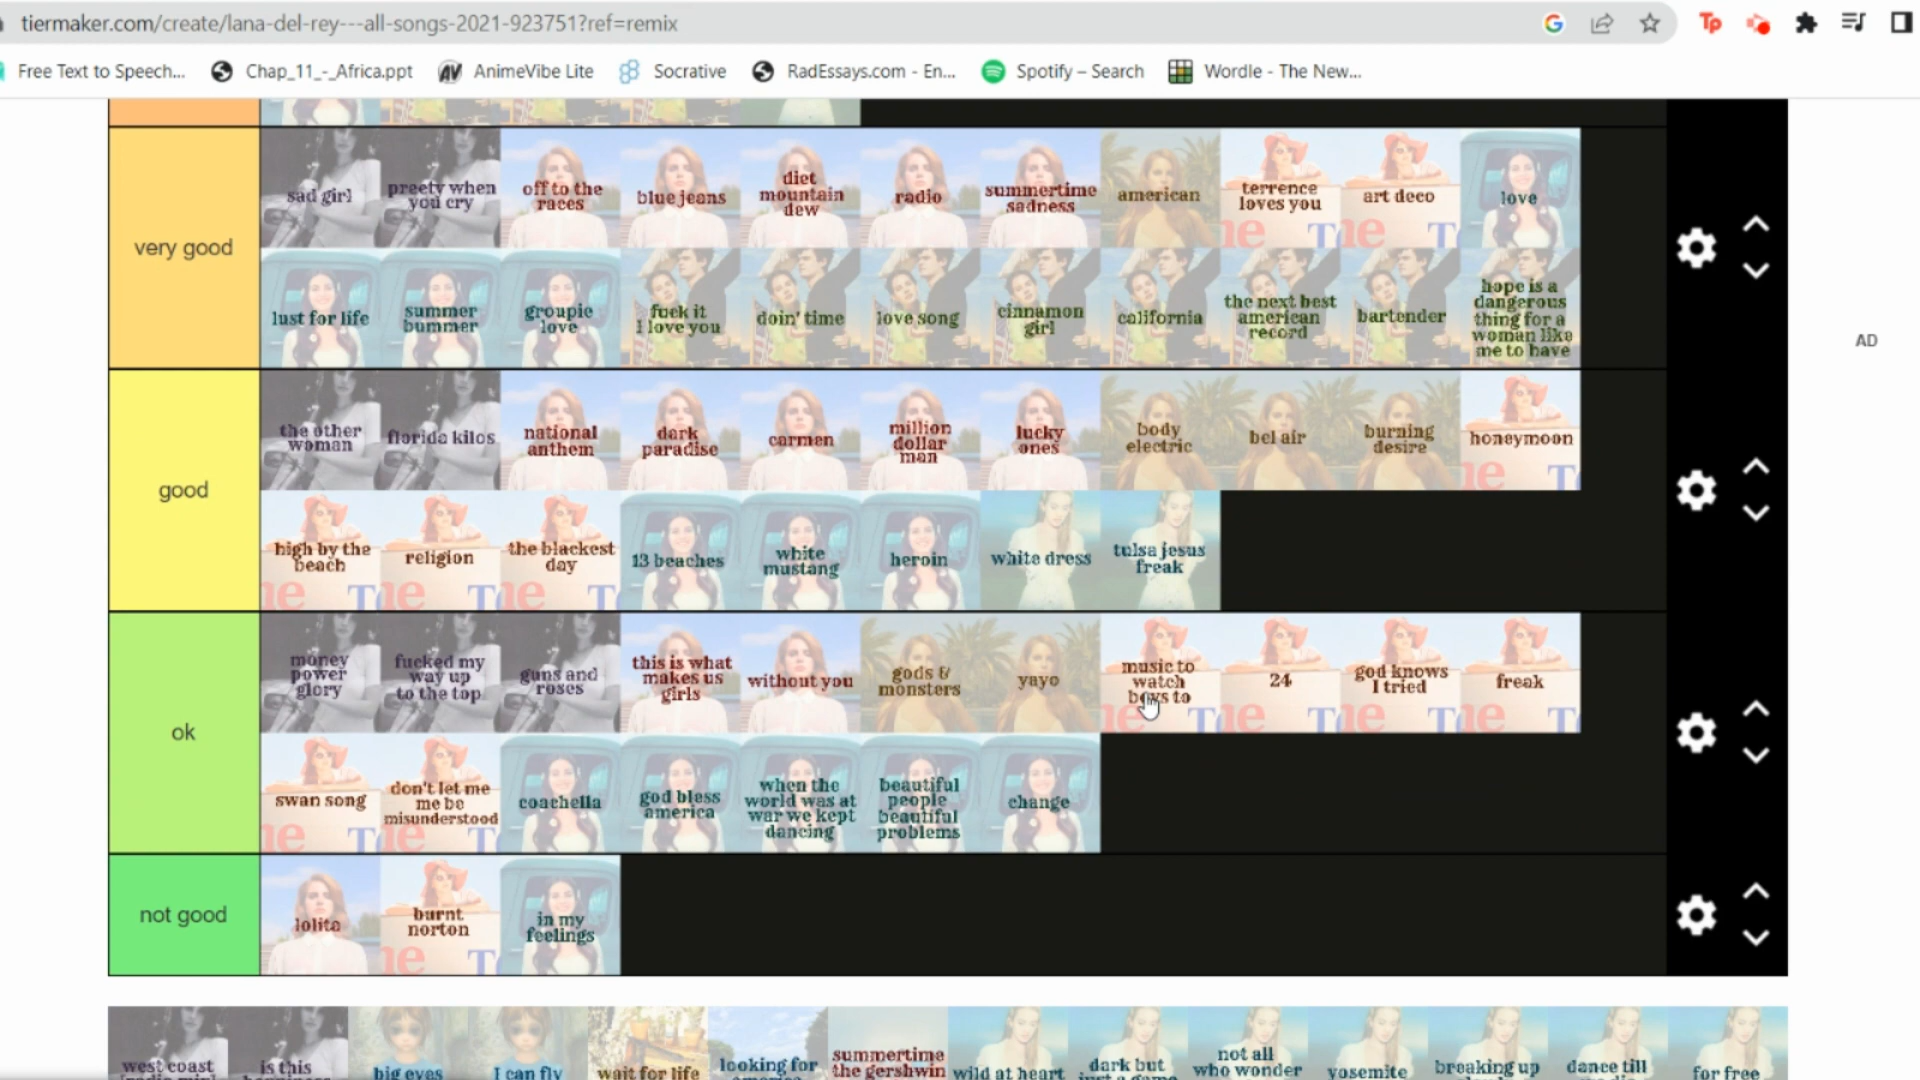 tiermaker.com/create/lana-del-rey---all-songs-2021-923751?ref=remix
Tp
Free Text to Speech...
Chap_11_-_Africa.ppt
AV
AnimeVibe Lite
Socrative
RadEssays.com - En...
Spotify – Search
Wordle - The New...
very good
sad girl
preety when
you cry
off to the
races
blue jeans
diet
mountain
dew
radio
summertime
sadness
american
terrence
loves you
art deco
love
lust for life
summer
bummer
groupie
love
fuck it
I love you
doin' time
love song
cinnamon
girl
california
the next best
american
record
bartender
hope is a
dangerous
thing for a
woman like
me to have
AD
good
the other
woman
florida kilos
national
anthem
dark
paradise
carmen
million
dollar
man
lucky
ones
body
electric
bel air
burning
desire
honeymoon
high by the
beach
religion
the blackest
day
13 beaches
white
mustang
heroin
white dress
tulsa jesus
freak
ok
money
power
glory
fucked my
way up
to the top
guns and
roses
this is what
makes us
girls
without you
gods &
monsters
yayo
music to
watch
boys to
24
god knows
I tried
freak
swan song
don't let me
me be
misunderstood
coachella
god bless
america
when the
world was at
war we kept
dancing
beautiful
people
beautiful
problems
change
not good
lolita
burnt
norton
in my
feelings
west coast
is this
big eyes
I can fly
wait for life
looking for
summertime
the gershwin
wild at heart
dark but
not all
who wonder
yosemite
breaking up
dance till
for free